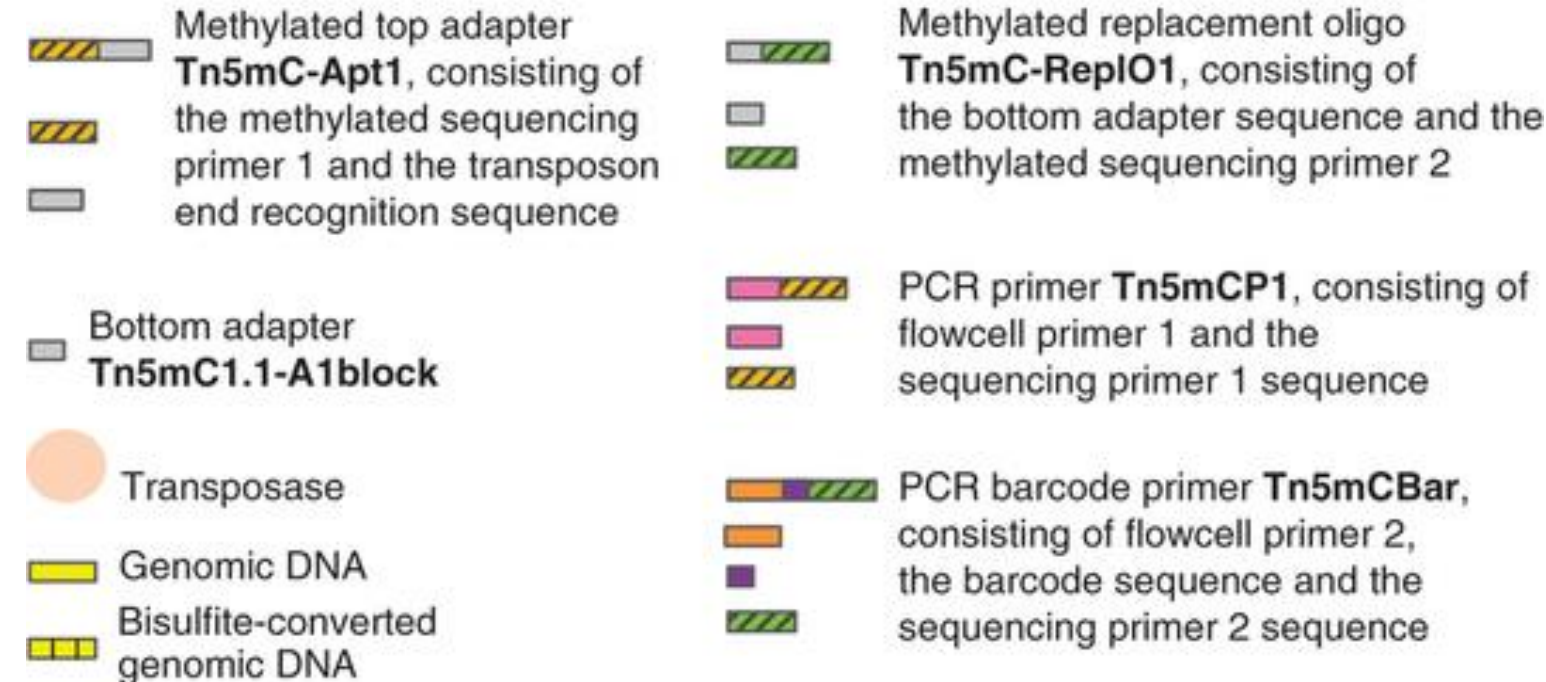 Methylated top adapter
Tn5mC-Apt1, consisting of
the methylated sequencing
primer 1 and the transposon
end recognition sequence
Bottom adapter
Tn5mC1.1-A1block
Transposase
Genomic DNA
Bisulfite-converted
genomic DNA
Methylated replacement oligo
Tn5mC-ReplO1, consisting of
the bottom adapter sequence and the
methylated sequencing primer 2
PCR primer Tn5mCP1, consisting of
flowcell primer 1 and the
sequencing primer 1 sequence
PCR barcode primer Tn5mCBar,
consisting of flowcell primer 2,
the barcode sequence and the
sequencing primer 2 sequence